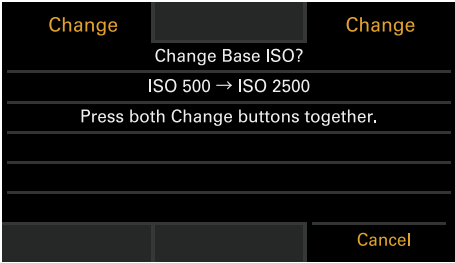 Change Change
Change Base ISO?
ISO 500 → ISO 2500
Press both Change buttons together.
Cancel